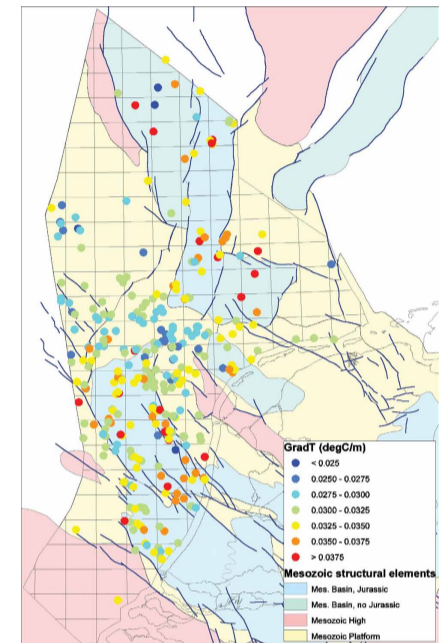 GradT (degC/m)
< 0.025
0.0250 - 0.0275
0.0275 - 0.0300
0.0300 - 0.0325
0.0325 - 0.0350
0.0350 - 0.0375
> 0.0375
Mesozoic structural elements
Mes. Basin, Jurassic
Mes. Basin, no Jurassic
Mesozoic High
Mesozoic Platform